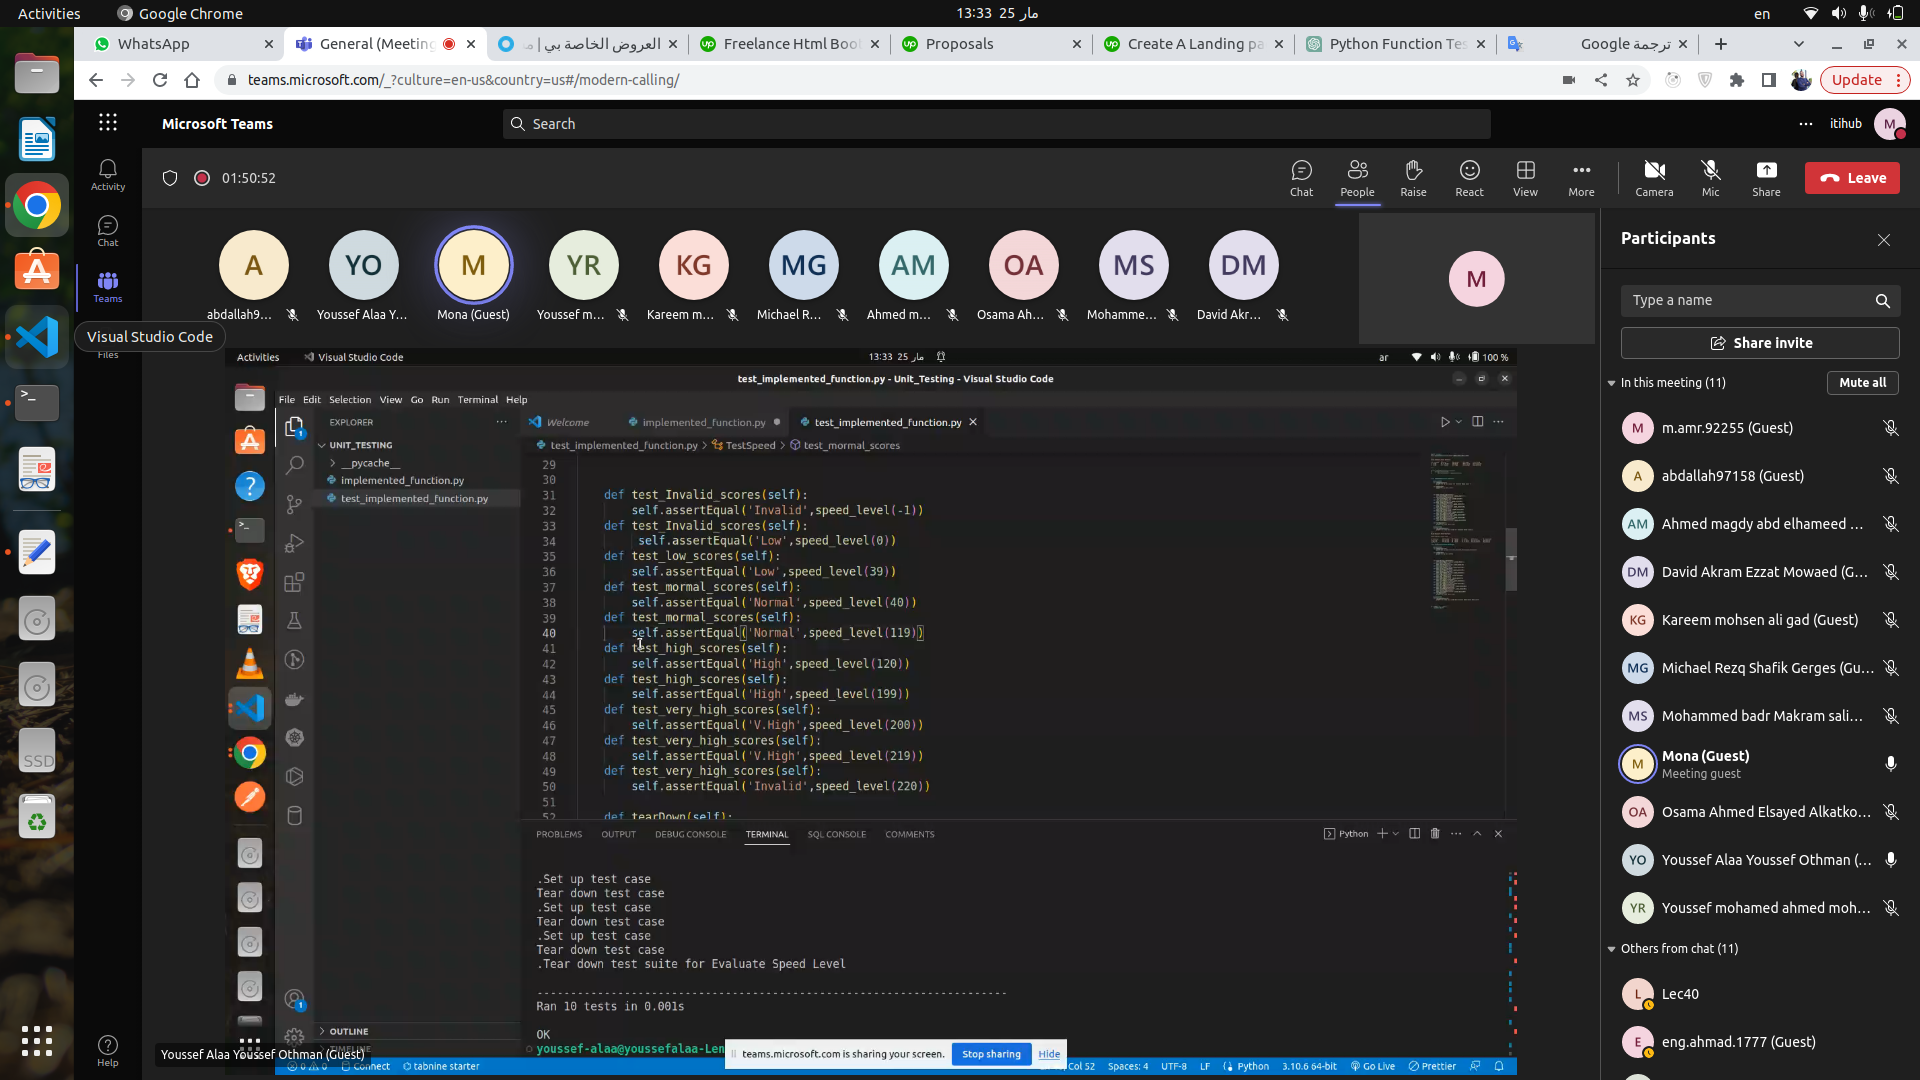 Activities
Google Chrome
13:33 25 مار
en
WhatsApp
General (Meeting
العروض الخاصة بي | م
Freelance Html Boo
Proposals
Create A Landing pa
Python Function Tes
ترجمة Google
teams.microsoft.com/_?culture=en-us&country=us#/modern-calling/
Update
Microsoft Teams
Search
itihub
M
01:50:52
Chat
People
Raise
React
View
More
Camera
Mic
Share
Leave
Activity
Chat
Teams
Files
Help
Visual Studio Code
A
YO
M
YR
KG
MG
AM
OA
MS
DM
M
abdallah9...
Youssef Alaa Y...
Mona (Guest)
Youssef m...
Kareem m...
Michael R...
Ahmed m...
Osama Ah...
Mohamme...
David Akr...
Activities
Visual Studio Code
13:33 25 مار
ar
100 %
test_implemented_function.py - Unit_Testing - Visual Studio Code
File Edit Selection View Go Run Terminal Help
EXPLORER
UNIT_TESTING
__pycache__
implemented_function.py
test_implemented_function.py
OUTLINE
TIMELINE
Welcome
implemented_function.py
test_implemented_function.py
test_implemented_function.py > TestSpeed > test_mormal_scores
29
30
31 def test_Invalid_scores(self):
32 self.assertEqual('Invalid',speed_level(-1))
33 def test_Invalid_scores(self):
34 self.assertEqual('Low',speed_level(0))
35 def test_low_scores(self):
36 self.assertEqual('Low',speed_level(39))
37 def test_mormal_scores(self):
38 self.assertEqual('Normal',speed_level(40))
39 def test_mormal_scores(self):
40 self.assertEqual('Normal',speed_level(119))
41 def test_high_scores(self):
42 self.assertEqual('High',speed_level(120))
43 def test_high_scores(self):
44 self.assertEqual('High',speed_level(199))
45 def test_very_high_scores(self):
46 self.assertEqual('V.High',speed_level(200))
47 def test_very_high_scores(self):
48 self.assertEqual('V.High',speed_level(219))
49 def test_very_high_scores(self):
50 self.assertEqual('Invalid',speed_level(220))
51
52 def tearDown(self):
PROBLEMS OUTPUT DEBUG CONSOLE TERMINAL SQL CONSOLE COMMENTS
Python
.Set up test case
Tear down test case
.Set up test case
Tear down test case
.Set up test case
Tear down test case
.Tear down test suite for Evaluate Speed Level
----------------------------------------------------------------------
Ran 10 tests in 0.001s
OK
youssef-alaa@youssefalaa-Len
Youssef Alaa Youssef Othman (Guest)
teams.microsoft.com is sharing your screen.
Stop sharing
Hide
0 0
Connect
tabnine starter
Col 52 Spaces: 4 UTF-8 LF Python 3.10.6 64-bit Go Live Prettier
SSD
Participants
Type a name
Share invite
In this meeting (11)
Mute all
M m.amr.92255 (Guest)
A abdallah97158 (Guest)
AM Ahmed magdy abd elhameed ...
DM David Akram Ezzat Mowaed (G...
KG Kareem mohsen ali gad (Guest)
MG Michael Rezq Shafik Gerges (Gu...
MS Mohammed badr Makram sali...
M Mona (Guest)
Meeting guest
OA Osama Ahmed Elsayed Alkatko...
YO Youssef Alaa Youssef Othman (...
YR Youssef mohamed ahmed moh...
Others from chat (11)
L Lec40
E eng.ahmad.1777 (Guest)